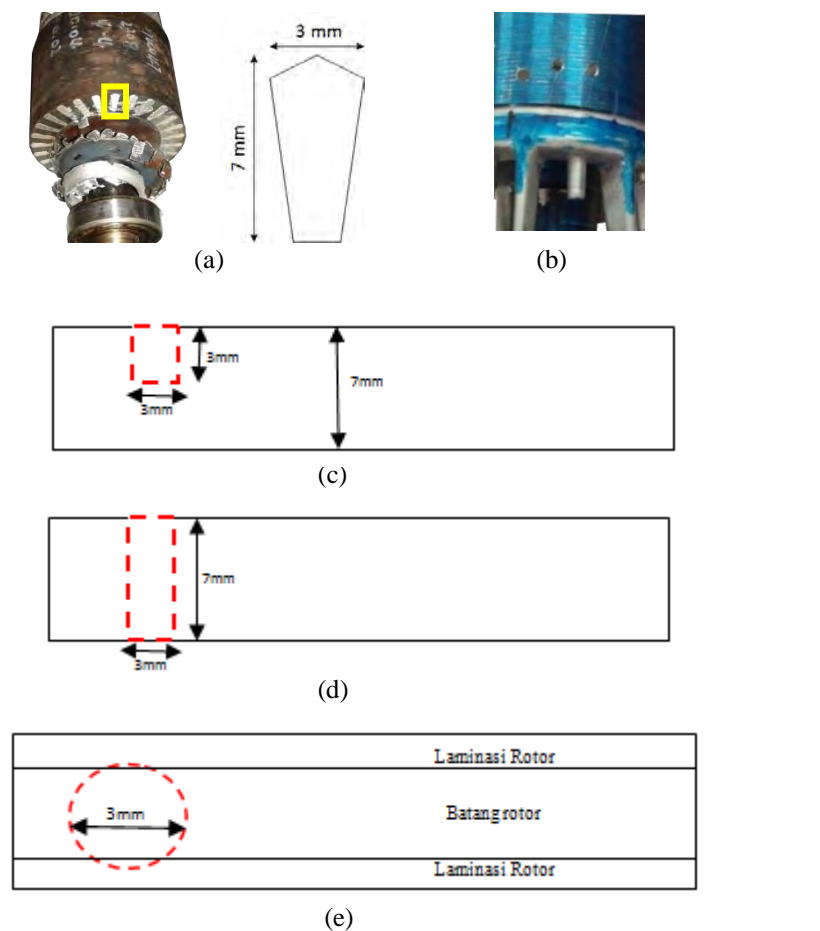 3 mm
7 mm
(a)
(b)
3mm
7mm
3mm
(c)
7mm
3mm
(d)
Laminasi Rotor
3mm
Batang rotor
Laminasi Rotor
(e)